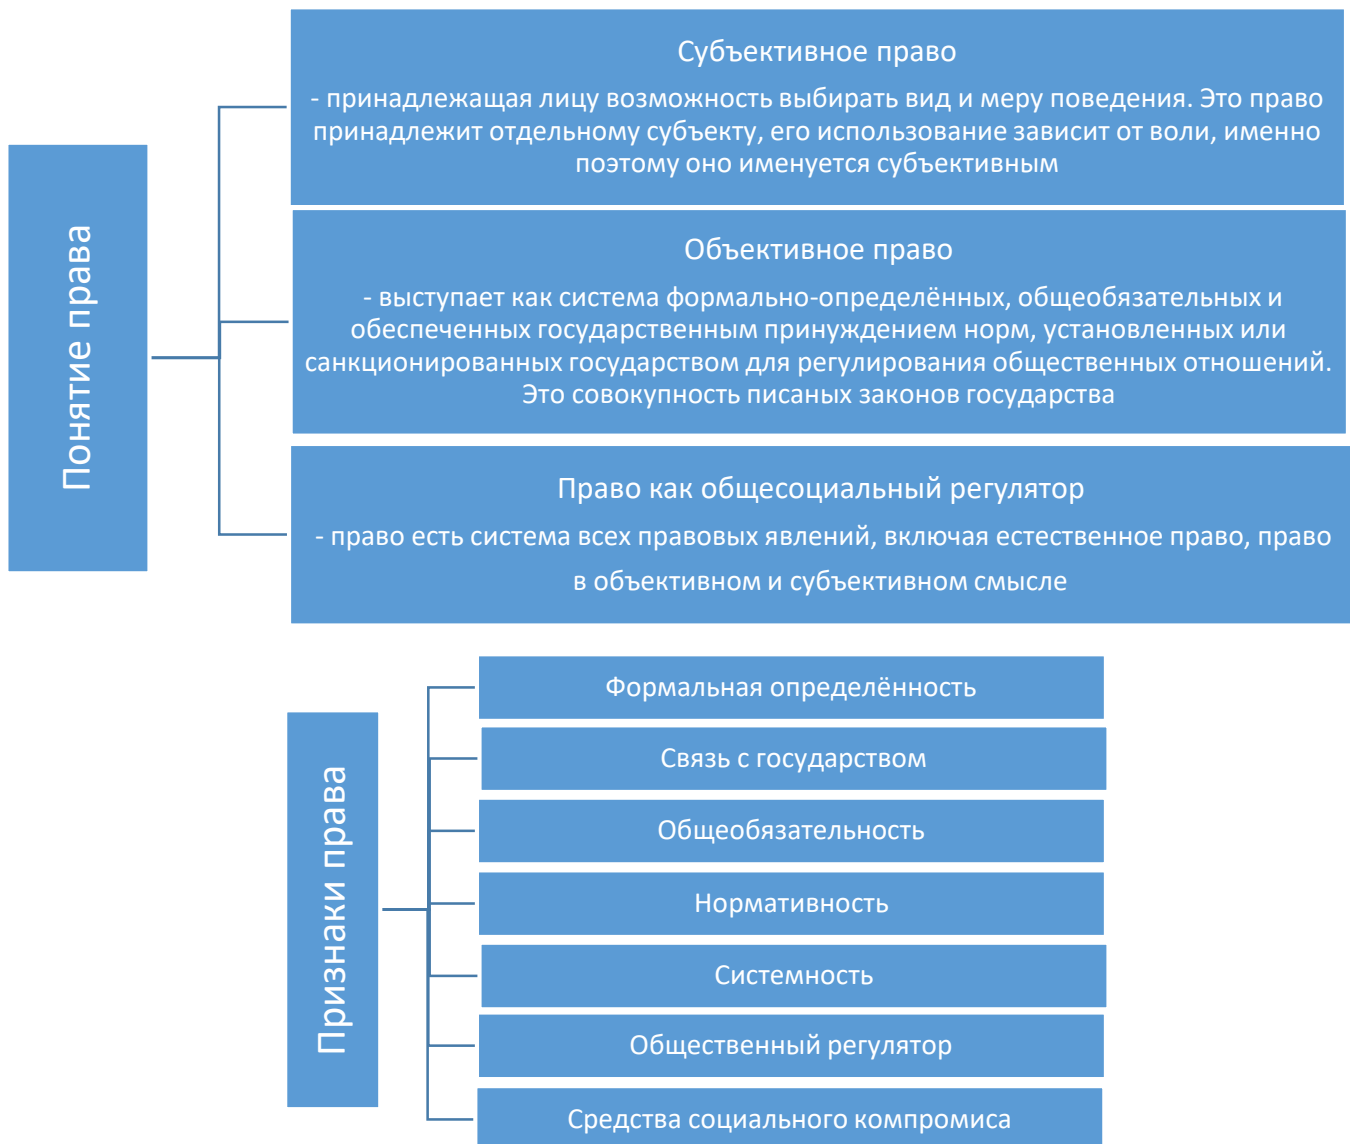 Понятие права
Субъективное право
- принадлежащая лицу возможность выбирать вид и меру поведения. Это право
принадлежит отдельному субъекту, его использование зависит от воли, именно
поэтому оно именуется субъективным
Объективное право
- выступает как система формально-определённых, общеобязательных и
обеспеченных государственным принуждением норм, установленных или
санкционированных государством для регулирования общественных отношений.
Это совокупность писаных законов государства
Право как общесоциальный регулятор
- право есть система всех правовых явлений, включая естественное право, право
в объективном и субъективном смысле
Признаки права
Формальная определённость
Связь с государством
Общеобязательность
Нормативность
Системность
Общественный регулятор
Средства социального компромиса